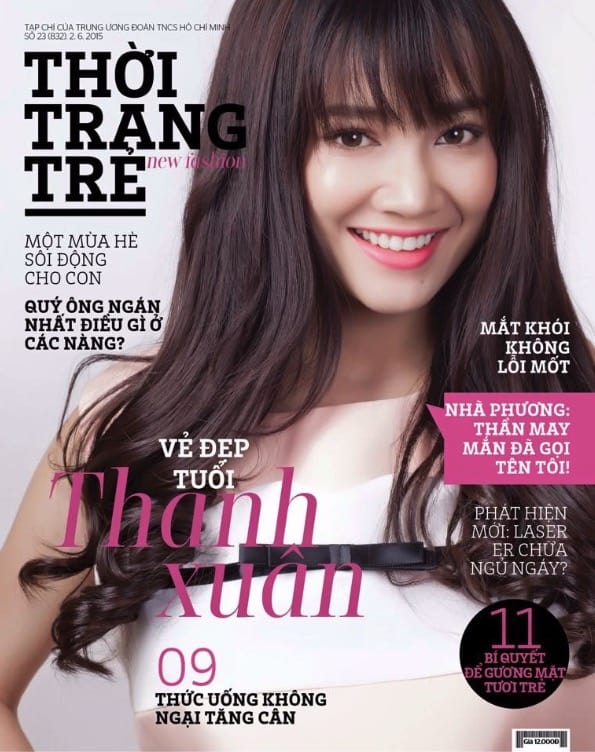 TẠP CHÍ CỦA TRUNG ƯƠNG ĐOÀN TNCS HỒ CHÍ MINH
SỐ 23 (832). 2. 6. 2015
THỜI
TRANG
TRẺ
new fashion
MỘT MÙA HÈ
SÔI ĐỘNG
CHO CON
QUÝ ÔNG NGÁN
NHẤT ĐIỀU GÌ Ở
CÁC NÀNG?
MẮT KHÓI
KHÔNG
LỖI MỐT
NHÃ PHƯƠNG:
THẦN MAY
MẮN ĐÃ GỌI
TÊN TÔI!
VẺ ĐẸP
TUỔI
Thanh
xuân
PHÁT HIỆN
MỚI: LASER
ER CHỮA
NGỦ NGÁY?
11
BÍ QUYẾT
ĐỂ GƯƠNG MẶT
TƯƠI TRẺ
09
THỨC UỐNG KHÔNG
NGẠI TĂNG CÂN
Giá 12.000Đ